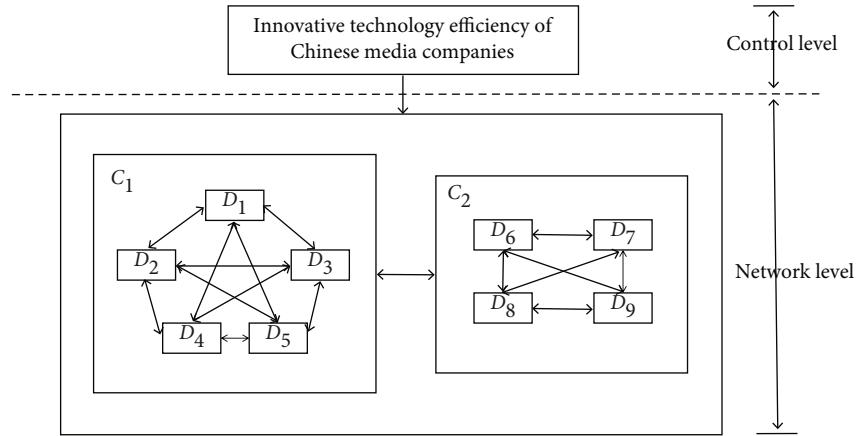 Innovative technology efficiency of
Chinese media companies
Control level
C1
D1
D2
D3
D4
D5
C2
D6
D7
D8
D9
Network level